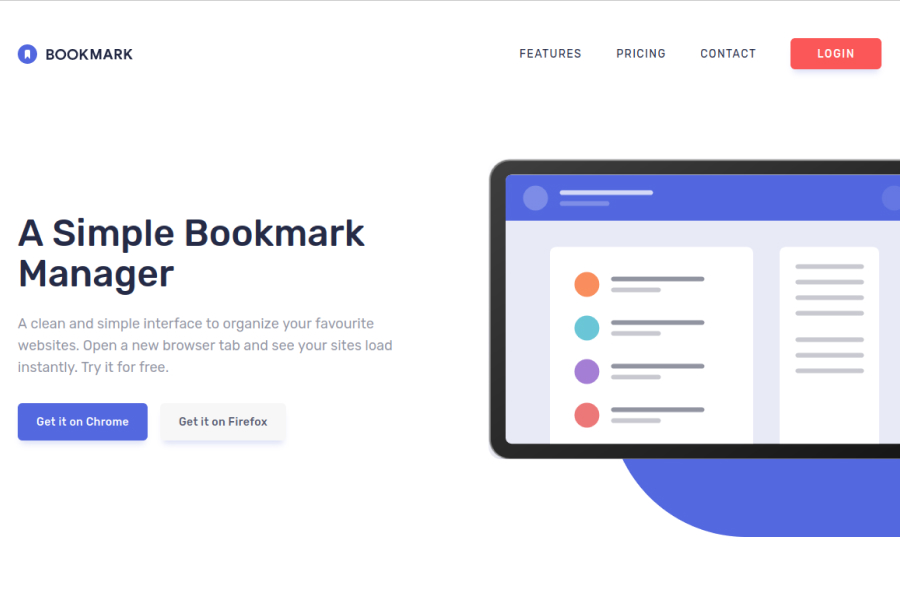 BOOKMARK
FEATURES
PRICING
CONTACT
LOGIN
A Simple Bookmark
Manager
A clean and simple interface to organize your favourite
websites. Open a new browser tab and see your sites load
instantly. Try it for free.
Get it on Chrome
Get it on Firefox